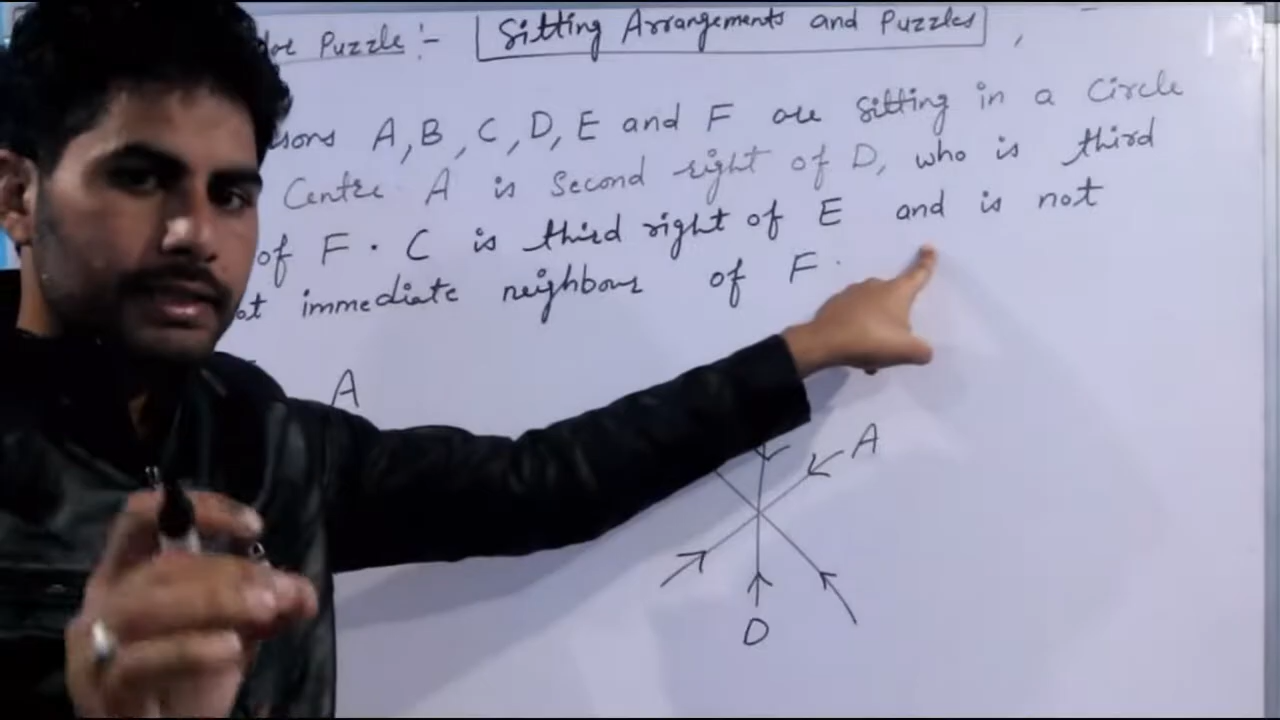 Puzzle :- Sitting Arrangements and Puzzles ,
sons A, B, C, D, E and F are sitting in a Circle
Centre A is Second right of D, who is third
of F. C is third right of E and is not
immediate neighbour of F.
A
A
D